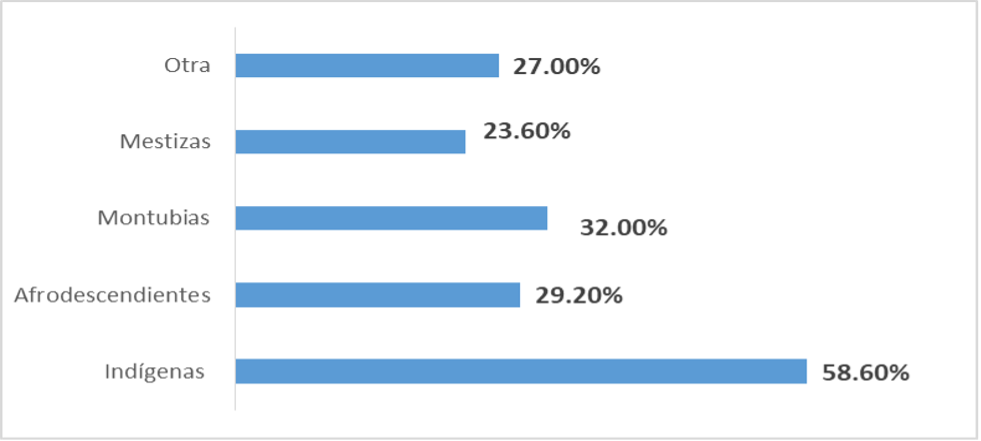 Otra 27.00%
Mestizas 23.60%
Montubias 32.00%
Afrodescendientes 29.20%
Indígenas 58.60%